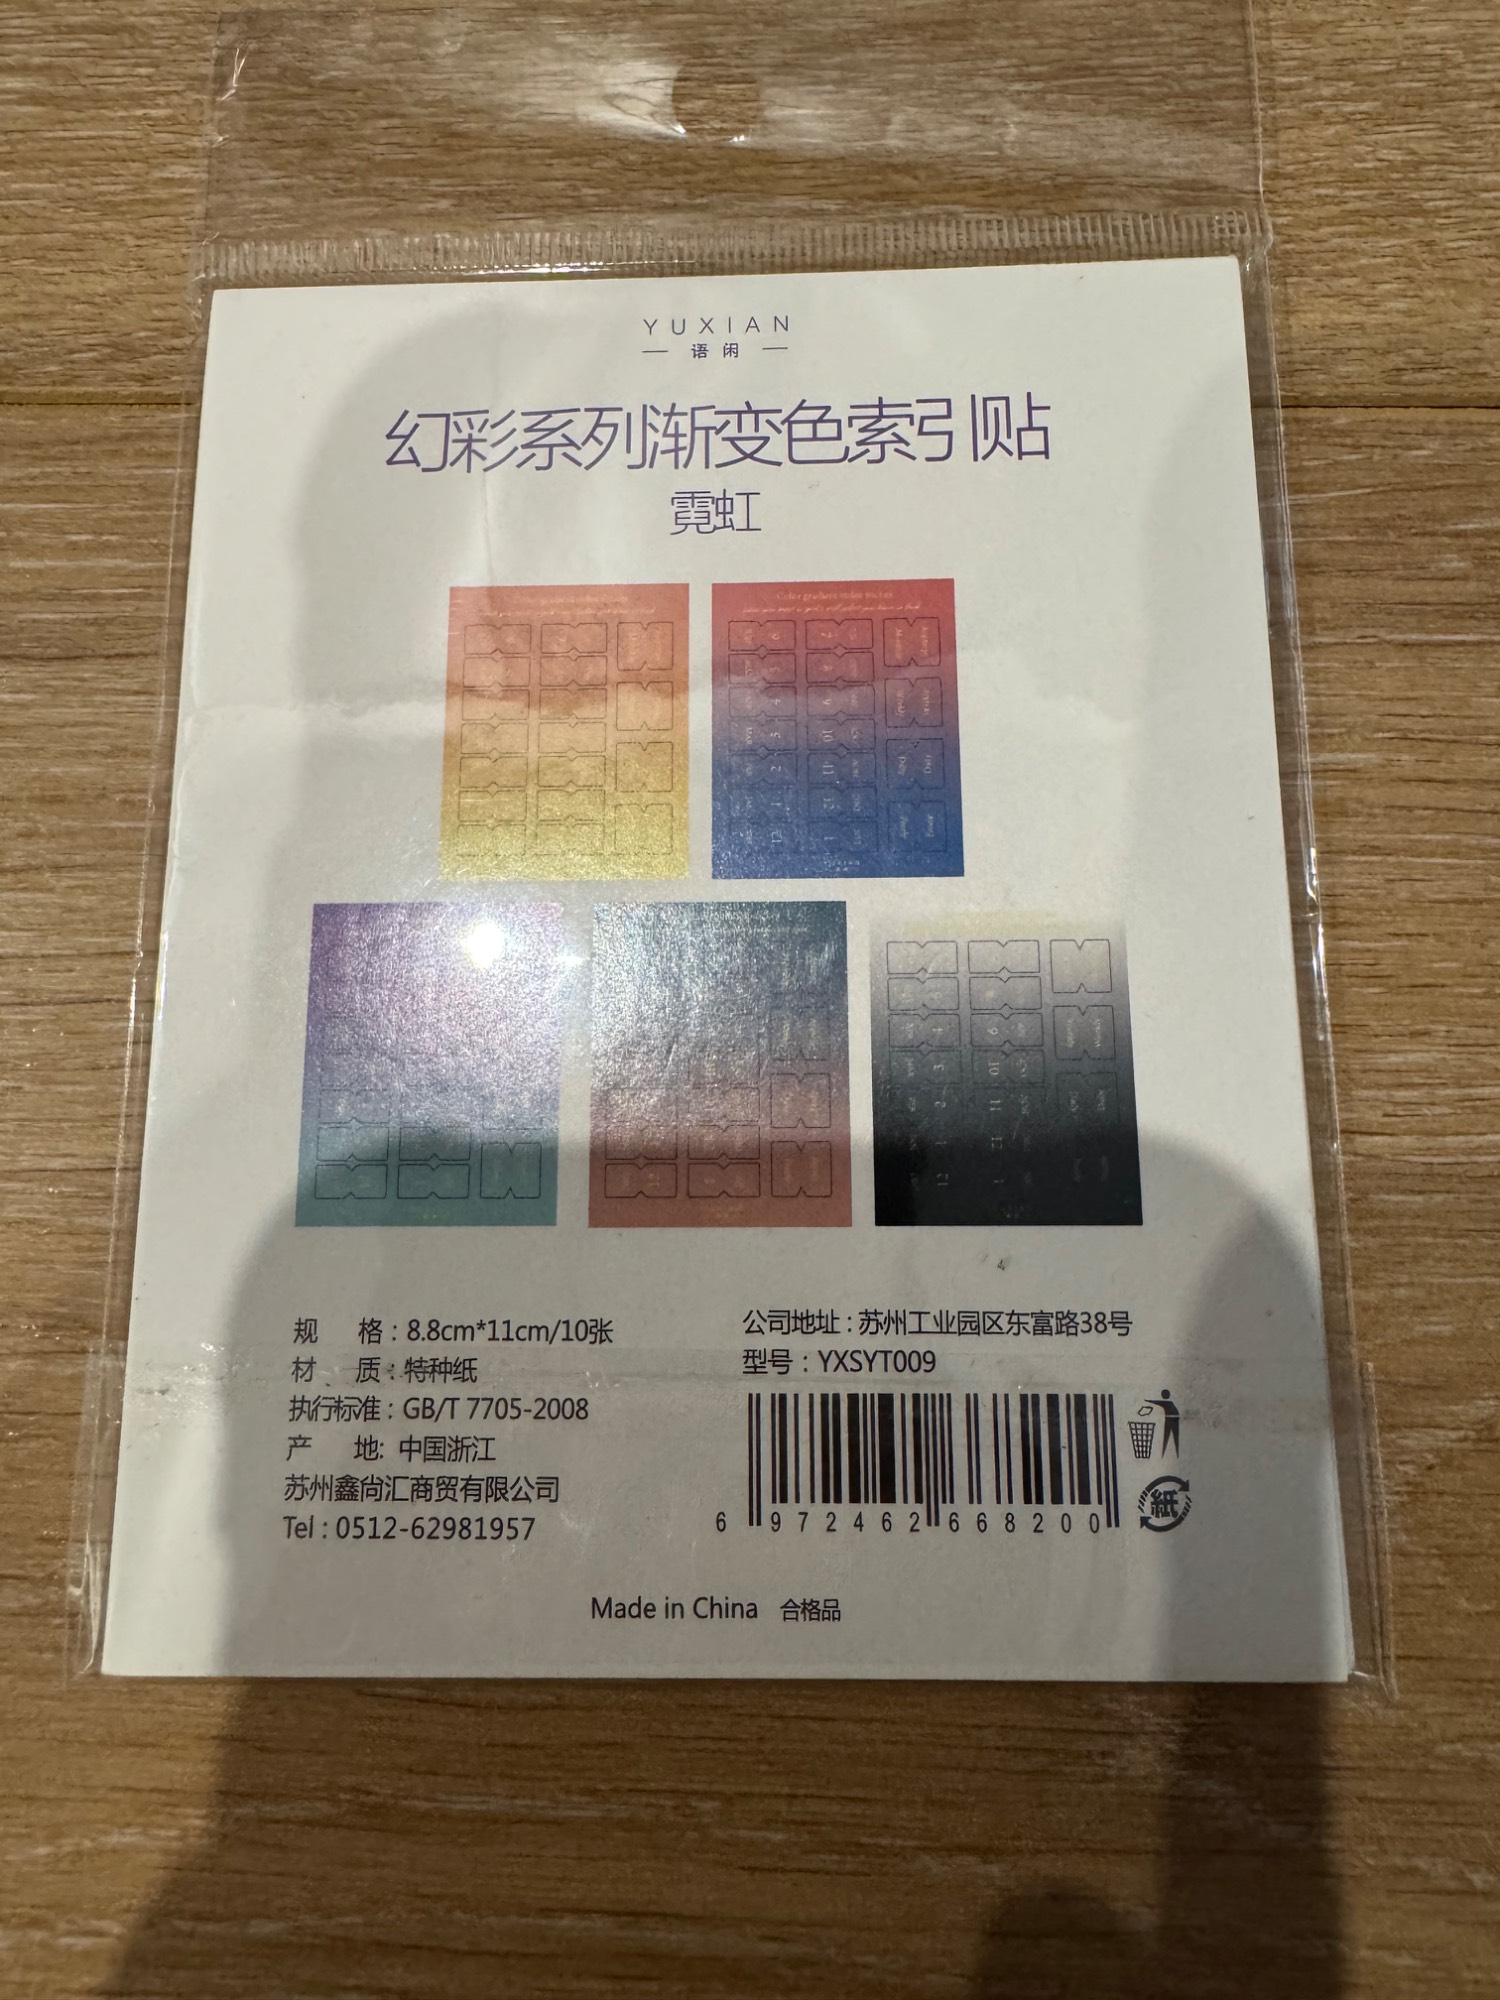 YUXIAN
语闲
幻彩系列渐变色索引贴
霓虹
Color gradient index stickers
规 格：8.8cm*11cm/10张
材 质：特种纸
执行标准：GB/T 7705-2008
产 地: 中国浙江
苏州鑫尚汇商贸有限公司
Tel：0512-62981957
公司地址：苏州工业园区东富路38号
型号：YXSYT009
6 972462 668200
紙
Made in China 合格品